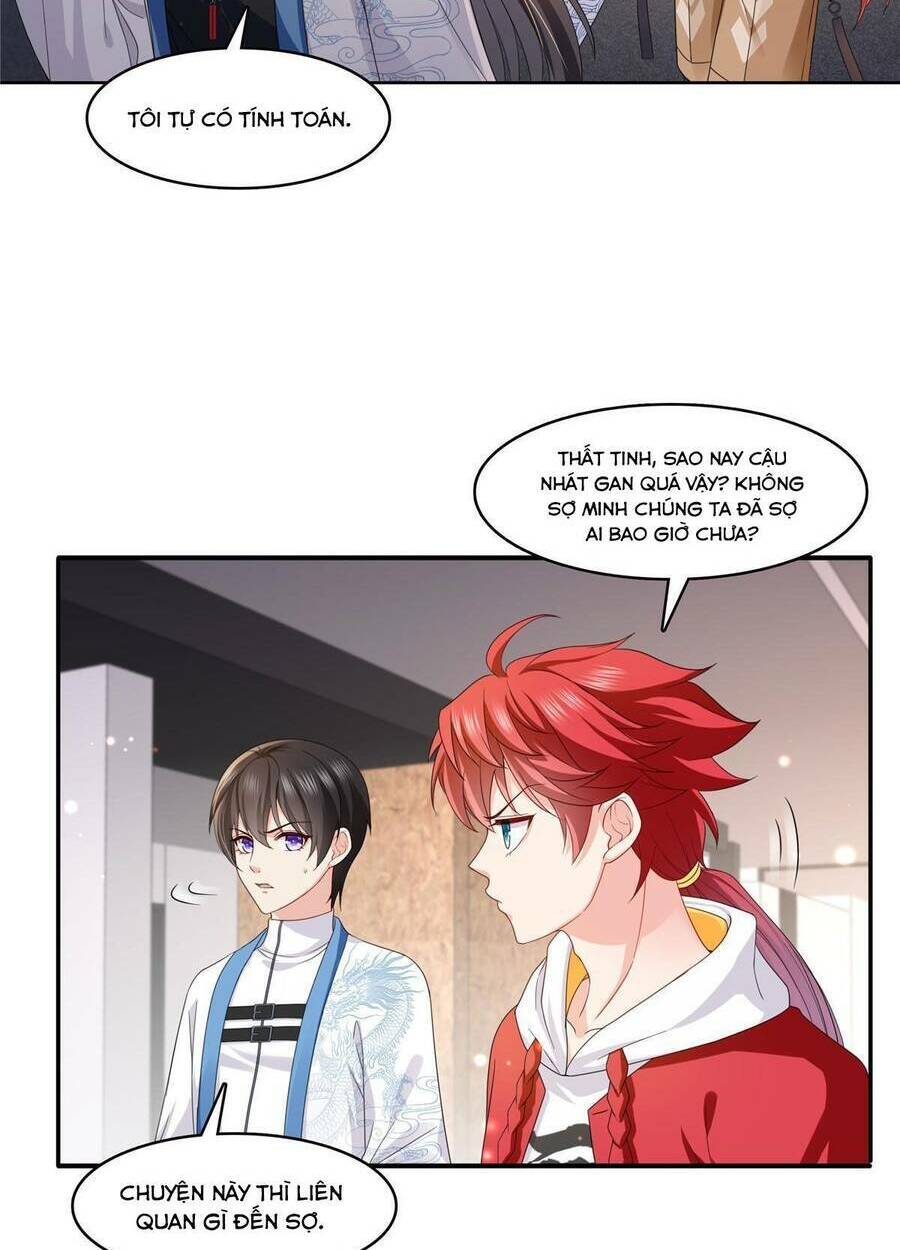 TÔI TỰ CÓ TÍNH TOÁN.
THẤT TINH, SAO NAY CẬU
NHÁT GAN QUÁ VẬY? KHÔNG
SỢ MINH CHÚNG TA ĐÃ SỢ
AI BAO GIỜ CHƯA?
CHUYỆN NÀY THÌ LIÊN
QUAN GÌ ĐẾN SỢ.